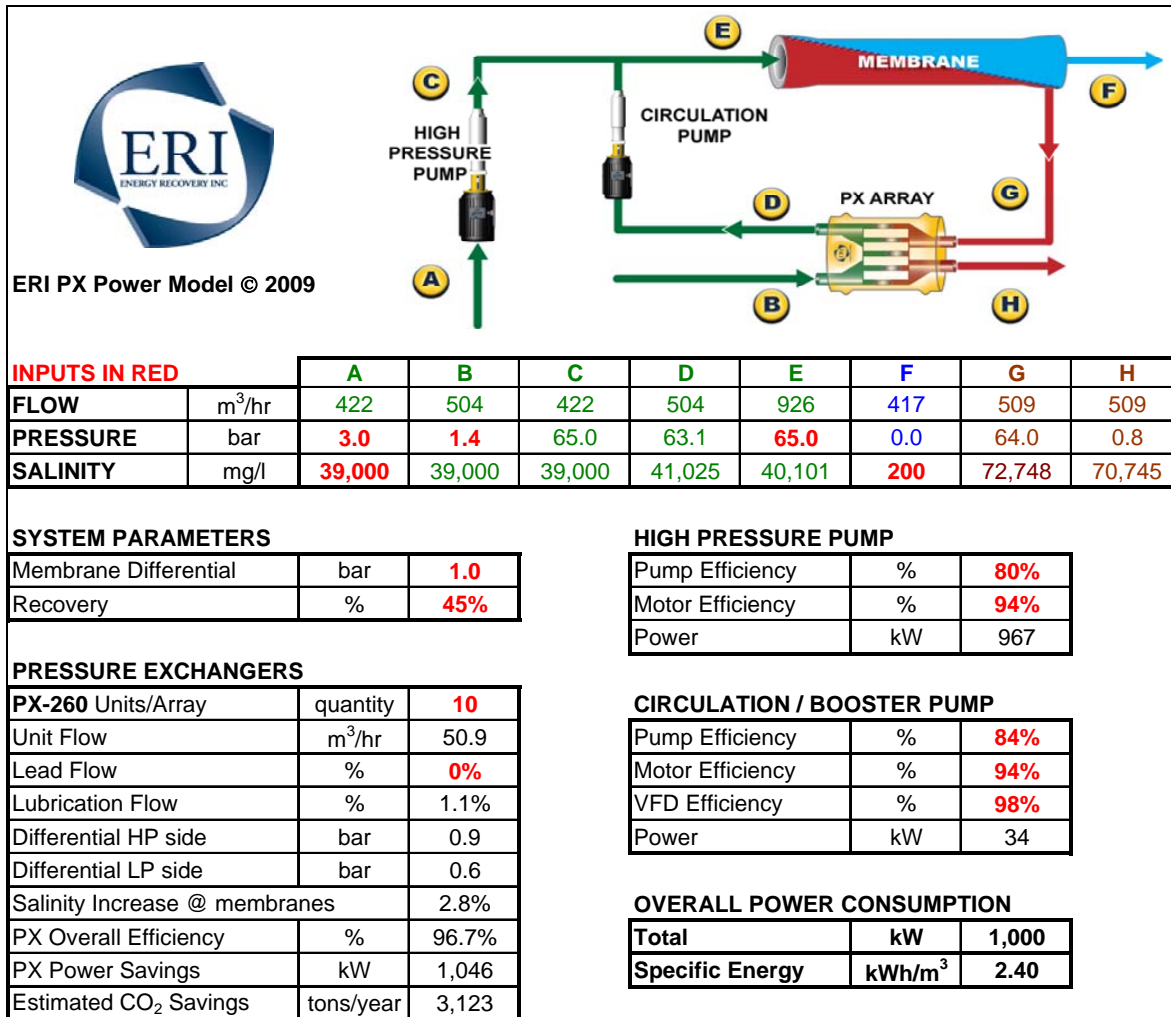 E
MEMBRANE
C
F
HIGH
PRESSURE
PUMP
CIRCULATION
PUMP
ERI
ENERGY RECOVERY INC
D
PX ARRAY
G
A
B
H
ERI PX Power Model © 2009
INPUTS IN RED A B C D E F G H
FLOW m³/hr 422 504 422 504 926 417 509 509
PRESSURE bar 3.0 1.4 65.0 63.1 65.0 0.0 64.0 0.8
SALINITY mg/l 39,000 39,000 39,000 41,025 40,101 200 72,748 70,745
SYSTEM PARAMETERS
Membrane Differential bar 1.0
Recovery % 45%
PRESSURE EXCHANGERS
PX-260 Units/Array quantity 10
Unit Flow m³/hr 50.9
Lead Flow % 0%
Lubrication Flow % 1.1%
Differential HP side bar 0.9
Differential LP side bar 0.6
Salinity Increase @ membranes 2.8%
PX Overall Efficiency % 96.7%
PX Power Savings kW 1,046
Estimated CO₂ Savings tons/year 3,123
HIGH PRESSURE PUMP
Pump Efficiency % 80%
Motor Efficiency % 94%
Power kW 967
CIRCULATION / BOOSTER PUMP
Pump Efficiency % 84%
Motor Efficiency % 94%
VFD Efficiency % 98%
Power kW 34
OVERALL POWER CONSUMPTION
Total kW 1,000
Specific Energy kWh/m³ 2.40